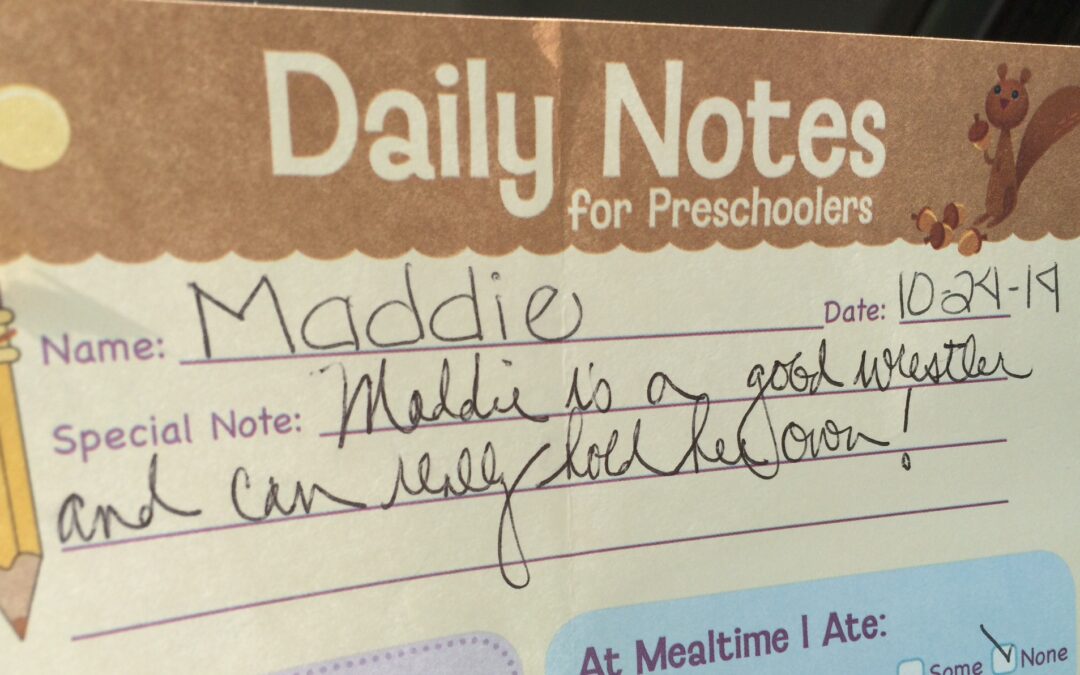 Daily Notes
for Preschoolers
Name: Maddie Date: 10-24-14
Special Note: Maddie is a good wrestler
and can really hold her own!
At Mealtime I Ate:
Some None